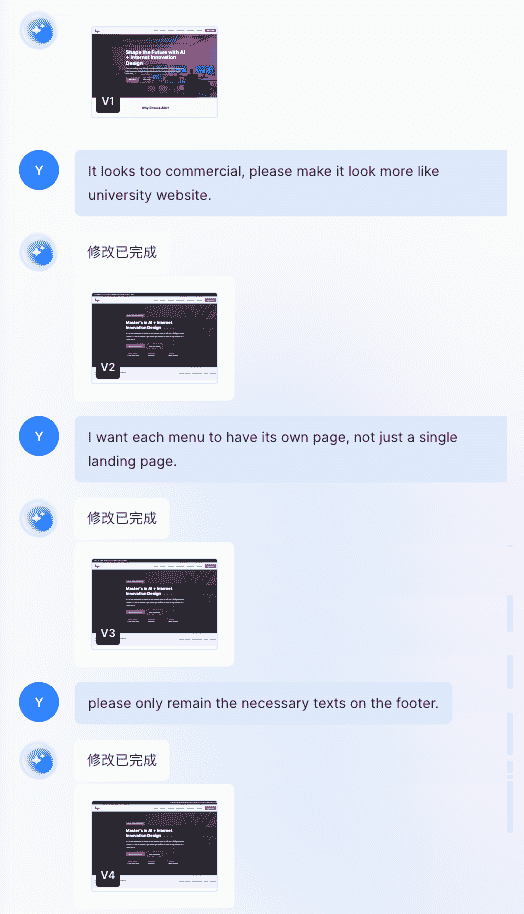 Shape the Future with AI
+ Internet Innovation
Design
V1
Y
It looks too commercial, please make it look more like
university website.
修改已完成
Master's in AI + Internet
Innovation Design
V2
Y
I want each menu to have its own page, not just a single
landing page.
修改已完成
Master's in AI + Internet
Innovation Design
V3
Y
please only remain the necessary texts on the footer.
修改已完成
Master's in AI + Internet
Innovation Design
V4